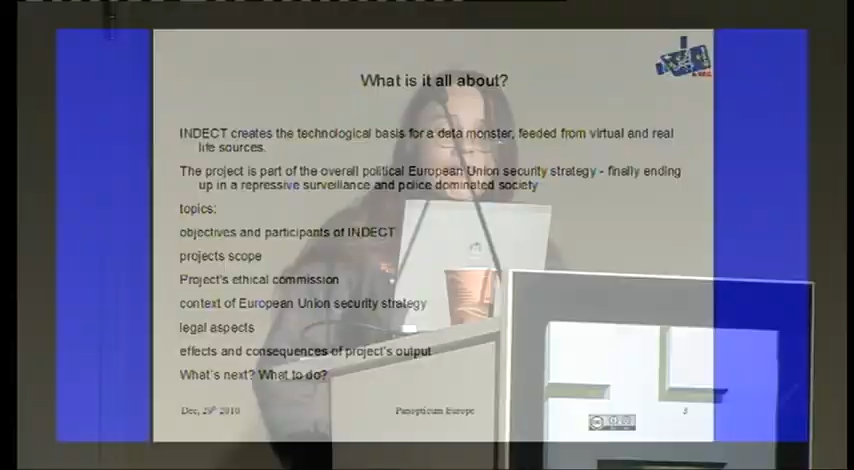 What is it all about?
INDECT creates the technological basis for a data monster, feeded from virtual and real
life sources.
The project is part of the overall political European Union security strategy - finally ending
up in a repressive surveillance and police dominated society
topics:
objectives and participants of INDECT
projects scope
Project's ethical commission
context of European Union security strategy
legal aspects
effects and consequences of project's output
What's next? What to do?
Dec, 29th 2010
Panopticum Europe
3